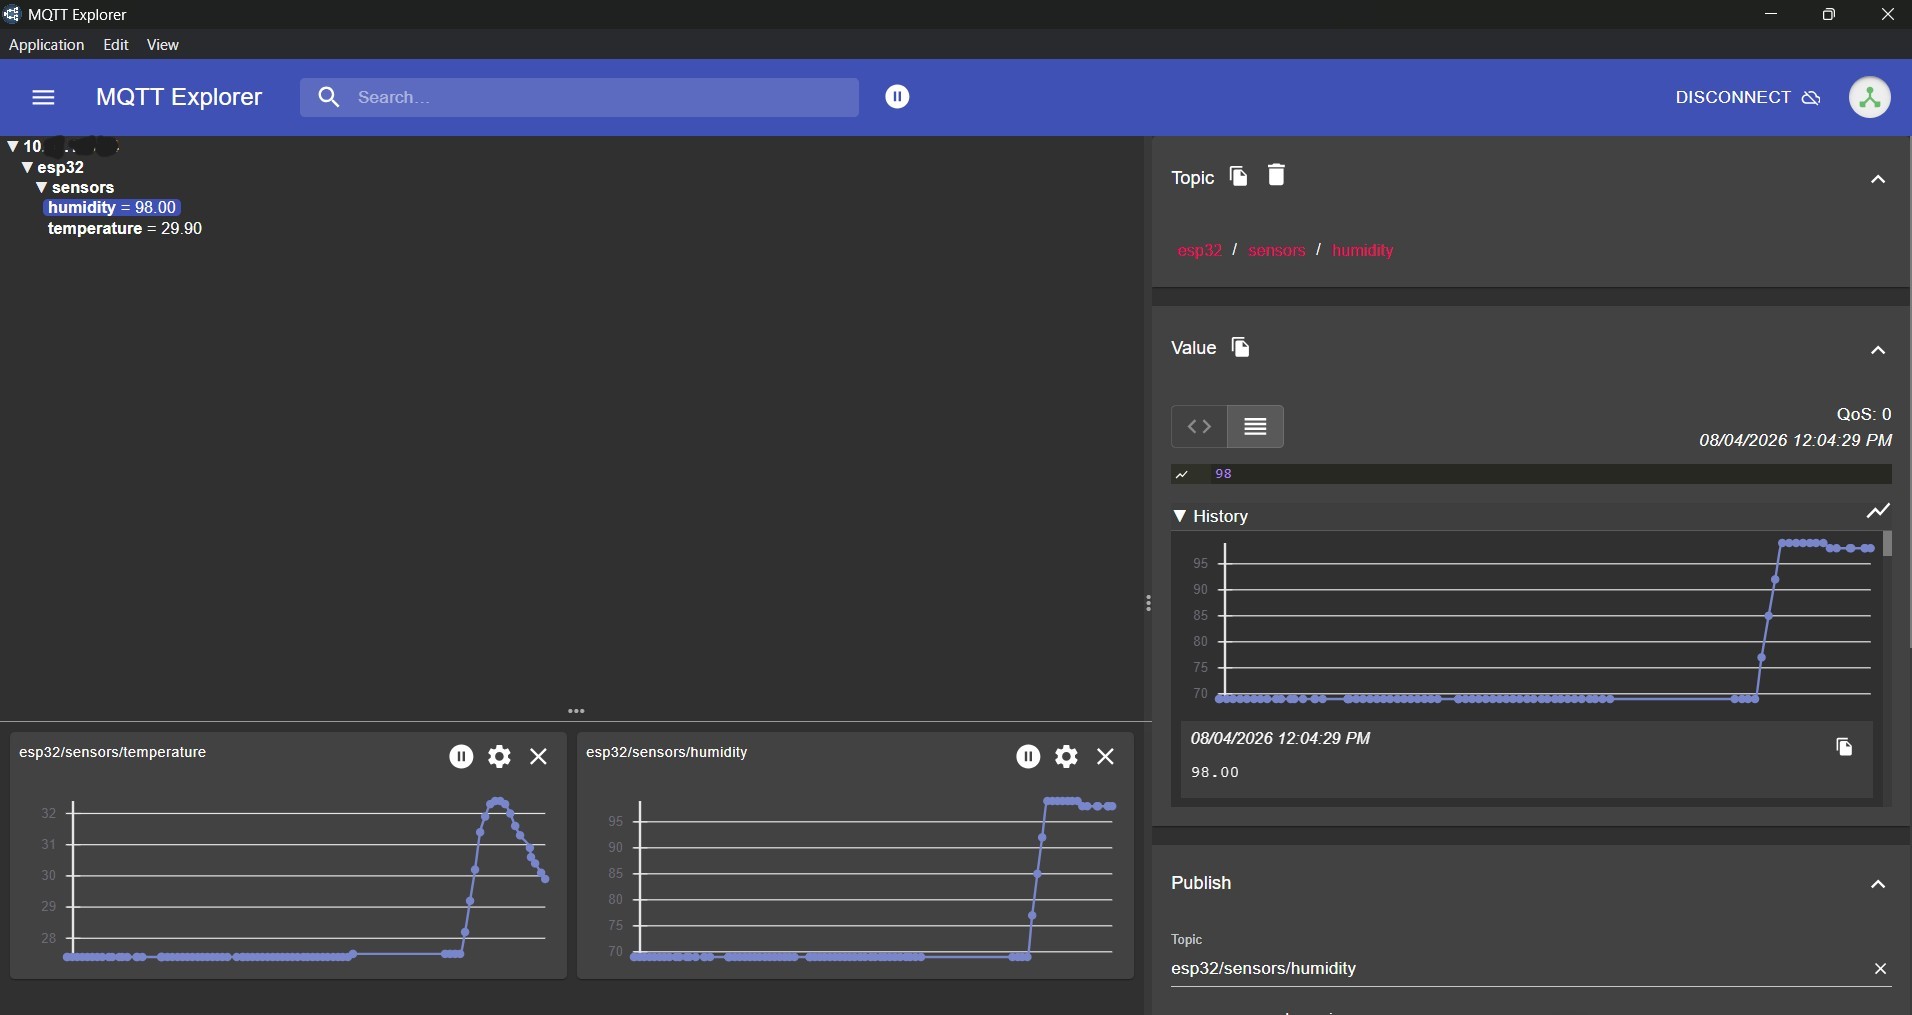 MQTT Explorer
Application Edit View
MQTT Explorer Search... DISCONNECT
▼ 10.
▼ esp32
▼ sensors
humidity = 98.00
temperature = 29.90
Topic
esp32 / sensors / humidity
Value
QoS: 0
08/04/2026 12:04:29 PM
98
▼ History
95
90
85
80
75
70
08/04/2026 12:04:29 PM
98.00
esp32/sensors/temperature
32
31
30
29
28
esp32/sensors/humidity
95
90
85
80
75
70
Publish
Topic
esp32/sensors/humidity